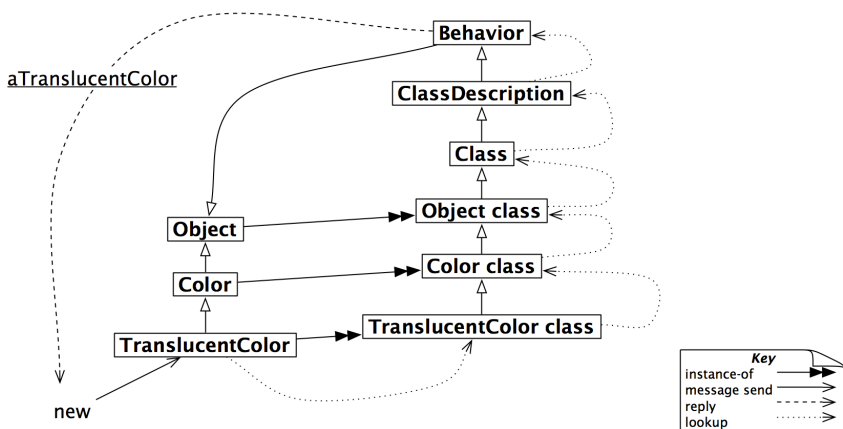 Behavior
aTranslucentColor
ClassDescription
Class
Object class
Object
Color class
Color
TranslucentColor class
TranslucentColor
new
Key
instance-of
message send
reply
lookup